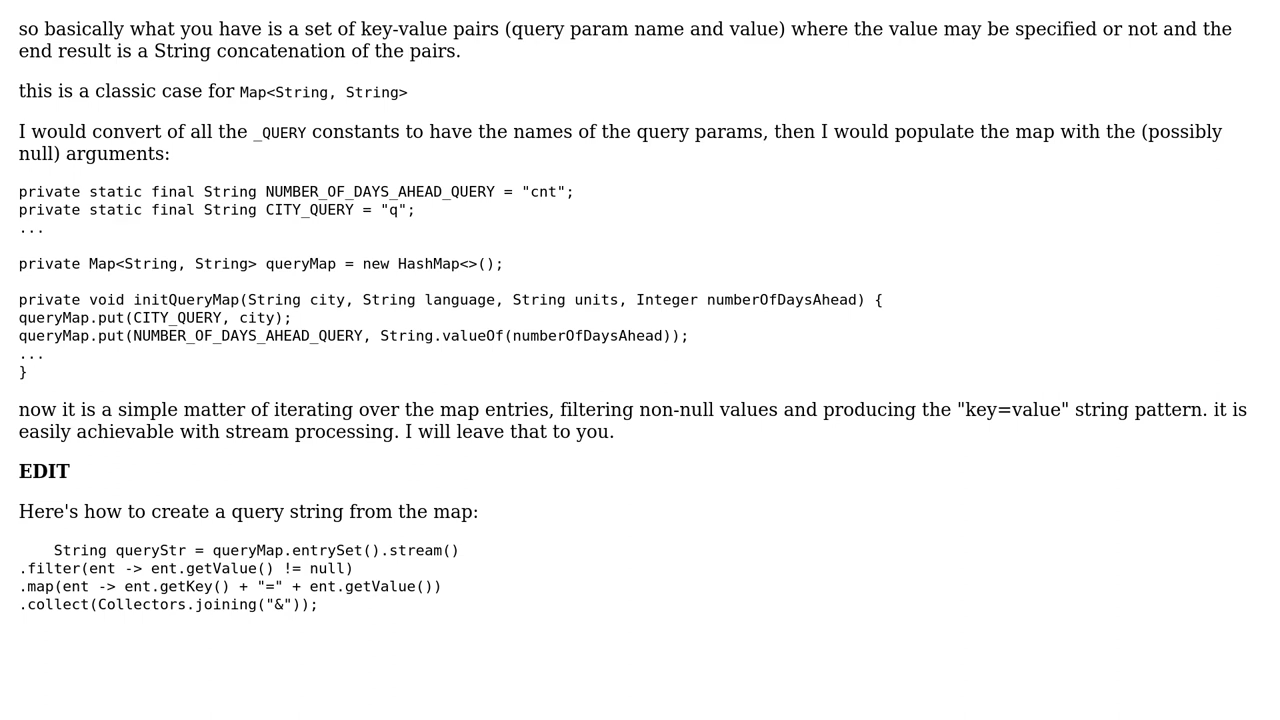 so basically what you have is a set of key-value pairs (query param name and value) where the value may be specified or not and the
end result is a String concatenation of the pairs.
this is a classic case for Map<String, String>
I would convert of all the _QUERY constants to have the names of the query params, then I would populate the map with the (possibly
null) arguments:
private static final String NUMBER_OF_DAYS_AHEAD_QUERY = "cnt";
private static final String CITY_QUERY = "q";
...
private Map<String, String> queryMap = new HashMap<>();
private void initQueryMap(String city, String language, String units, Integer numberOfDaysAhead) {
queryMap.put(CITY_QUERY, city);
queryMap.put(NUMBER_OF_DAYS_AHEAD_QUERY, String.valueOf(numberOfDaysAhead));
...
}
now it is a simple matter of iterating over the map entries, filtering non-null values and producing the "key=value" string pattern. it is
easily achievable with stream processing. I will leave that to you.
EDIT
Here's how to create a query string from the map:
    String queryStr = queryMap.entrySet().stream()
.filter(ent -> ent.getValue() != null)
.map(ent -> ent.getKey() + "=" + ent.getValue())
.collect(Collectors.joining("&"));